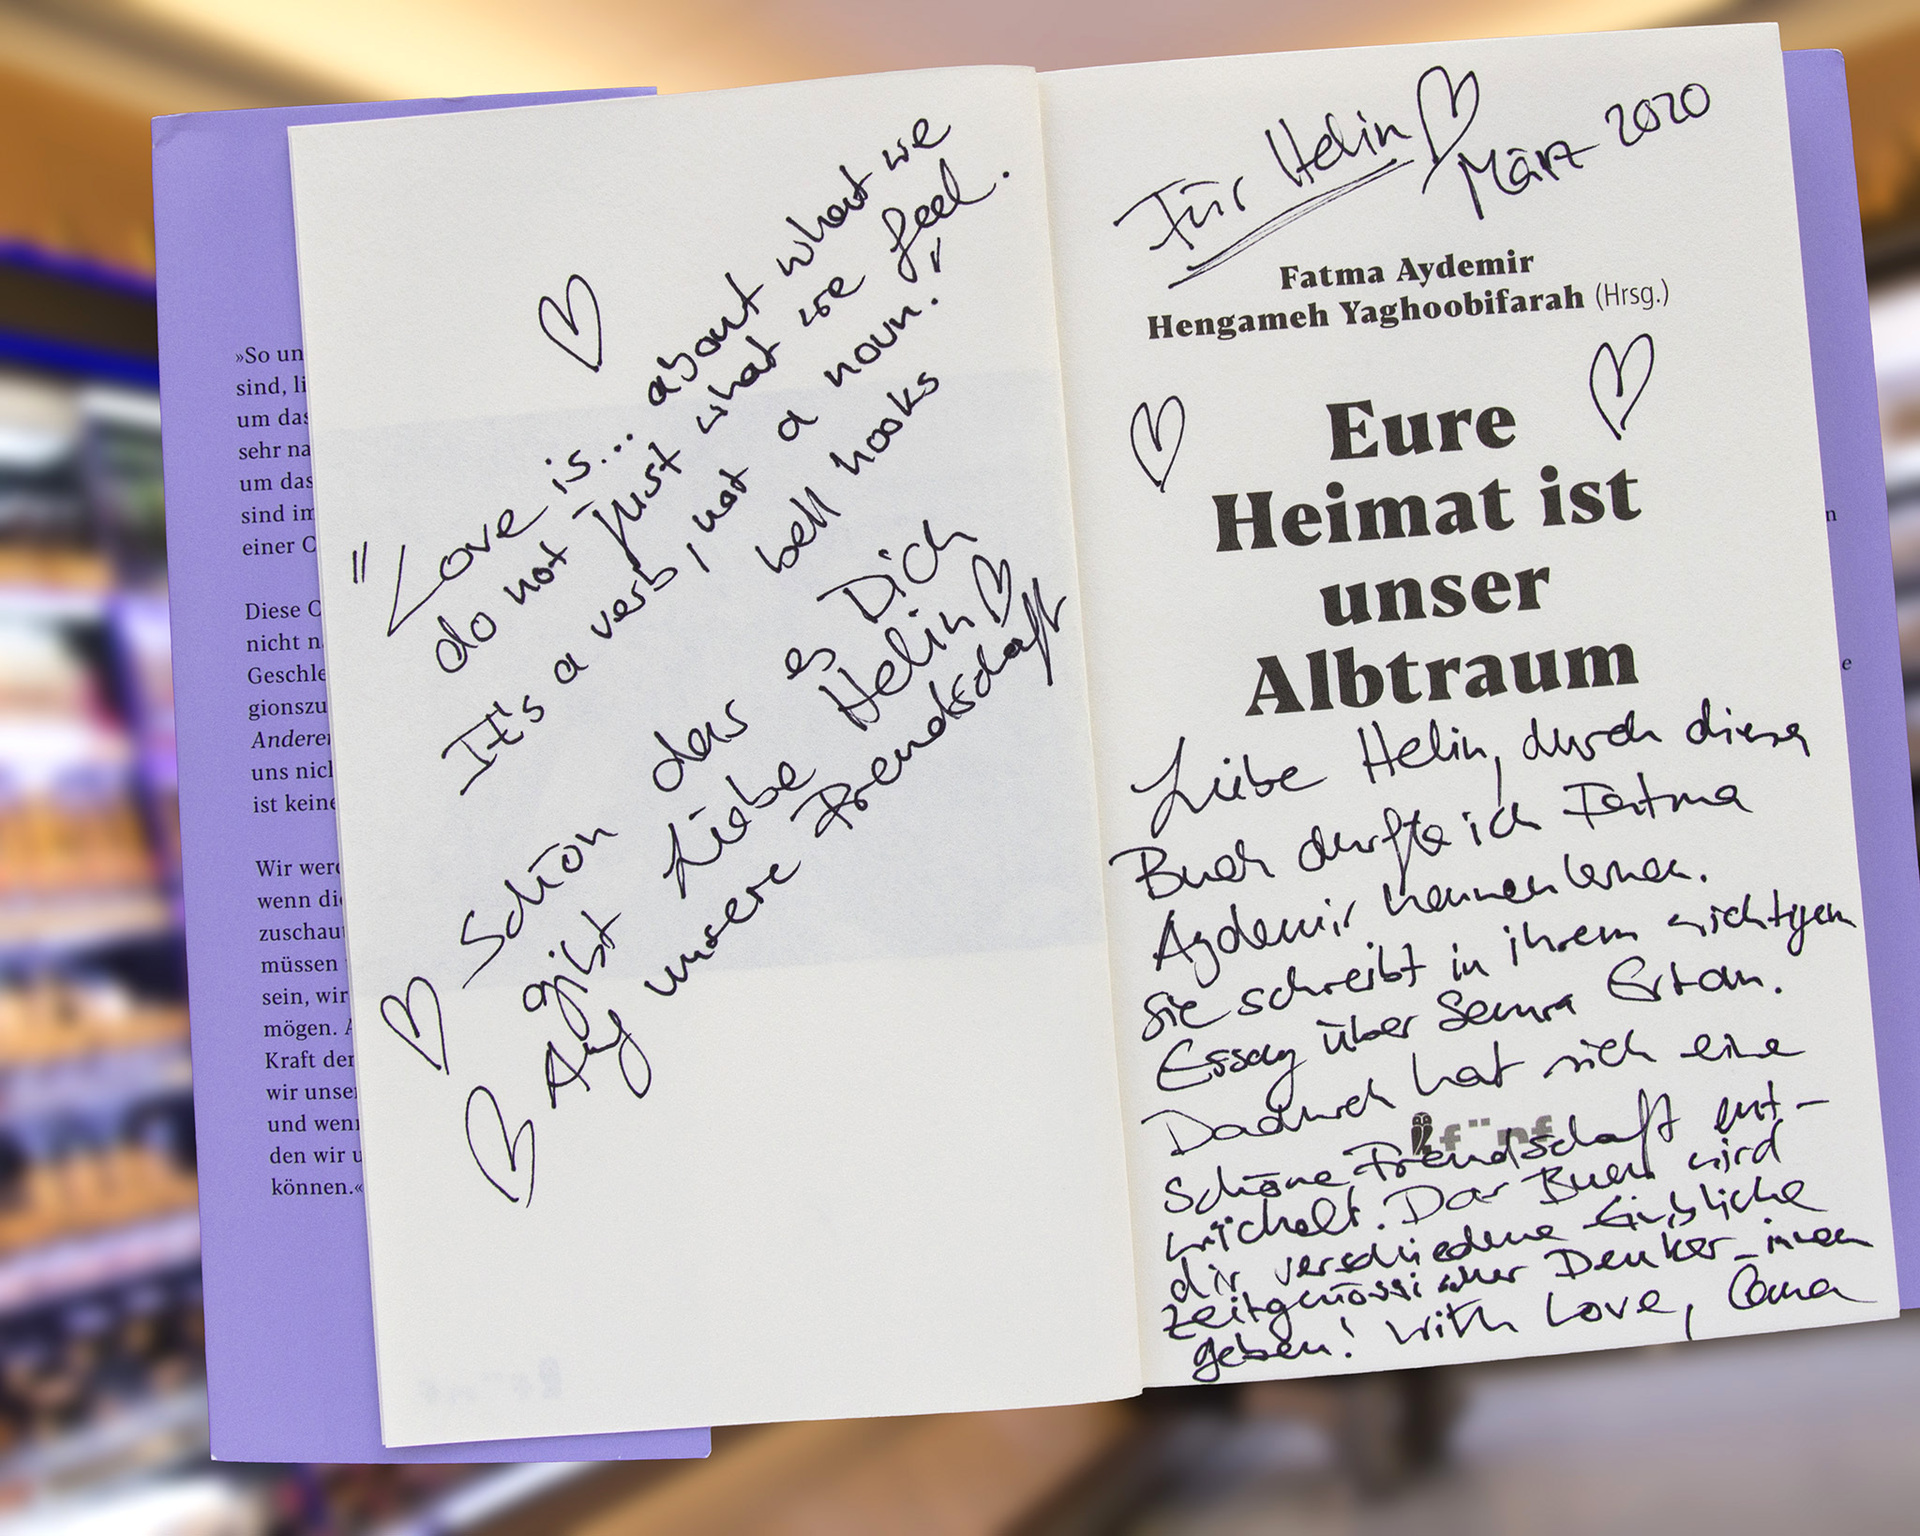 »So un
sind, li
um das
sehr na
um das
sind im
einer C
Diese C
nicht n
Geschle
gionszu
Anderer
uns nich
ist keine
Wir werd
wenn die
zuschau
müssen
sein, wir
mögen. A
Kraft der
wir unser
und wenn
den wir u
können.«
"Love is... about what we
do not just what we feel.
It's a verb, not a noun."
bell hooks
Schön das es Dich
gibt Liebe Helin
Auf unsere Freundschaft
Für Helin März 2020
Fatma Aydemir
Hengameh Yaghoobifarah (Hrsg.)
Eure
Heimat ist
unser
Albtraum
Liebe Helin, durch dieses
Buch durfte ich Fatma
Aydemir kennenlernen.
Sie schreibt in ihrem wichtigen
Essay über Semra Ertan.
Dadurch hat sich eine
fünf
schöne Freundschaft ent-
wickelt. Das Buch wird
dir verschiedene Einblicke
zeitgenössischer Denker_innen
geben! With Love,
n
e